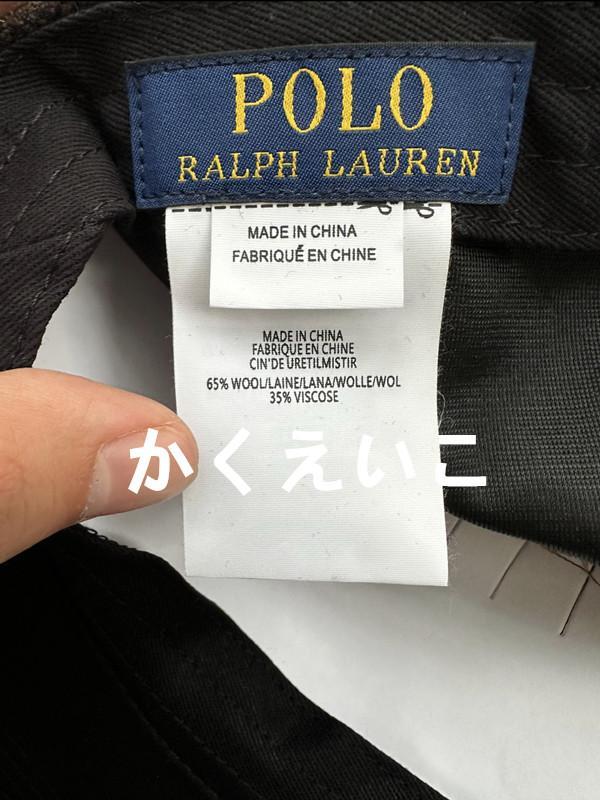 POLO
RALPH LAUREN
MADE IN CHINA
FABRIQUÉ EN CHINE
MADE IN CHINA
FABRIQUE EN CHINE
CIN'DE ÜRETILMISTIR
65% WOOL/LAINE/LANA/WOLLE/WOL
35% VISCOSE
かくえいこ